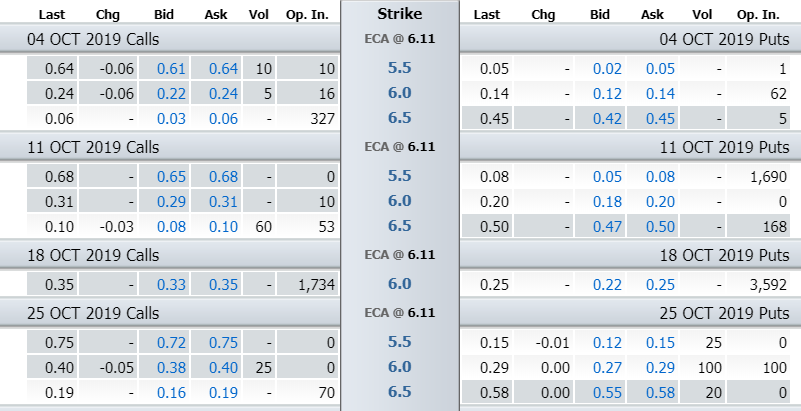 Last Chg Bid Ask Vol Op. In. Strike Last Chg Bid Ask Vol Op. In.
04 OCT 2019 Calls ECA @ 6.11 04 OCT 2019 Puts
0.64 -0.06 0.61 0.64 10 10 5.5 0.05 - 0.02 0.05 - 1
0.24 -0.06 0.22 0.24 5 16 6.0 0.14 - 0.12 0.14 - 62
0.06 - 0.03 0.06 - 327 6.5 0.45 - 0.42 0.45 - 5
11 OCT 2019 Calls ECA @ 6.11 11 OCT 2019 Puts
0.68 - 0.65 0.68 - 0 5.5 0.08 - 0.05 0.08 - 1,690
0.31 - 0.29 0.31 - 10 6.0 0.20 - 0.18 0.20 - 0
0.10 -0.03 0.08 0.10 60 53 6.5 0.50 - 0.47 0.50 - 168
18 OCT 2019 Calls ECA @ 6.11 18 OCT 2019 Puts
0.35 - 0.33 0.35 - 1,734 6.0 0.25 - 0.22 0.25 - 3,592
25 OCT 2019 Calls ECA @ 6.11 25 OCT 2019 Puts
0.75 - 0.72 0.75 - 0 5.5 0.15 -0.01 0.12 0.15 25 0
0.40 -0.05 0.38 0.40 25 0 6.0 0.29 0.00 0.27 0.29 100 100
0.19 - 0.16 0.19 - 70 6.5 0.58 0.00 0.55 0.58 20 0